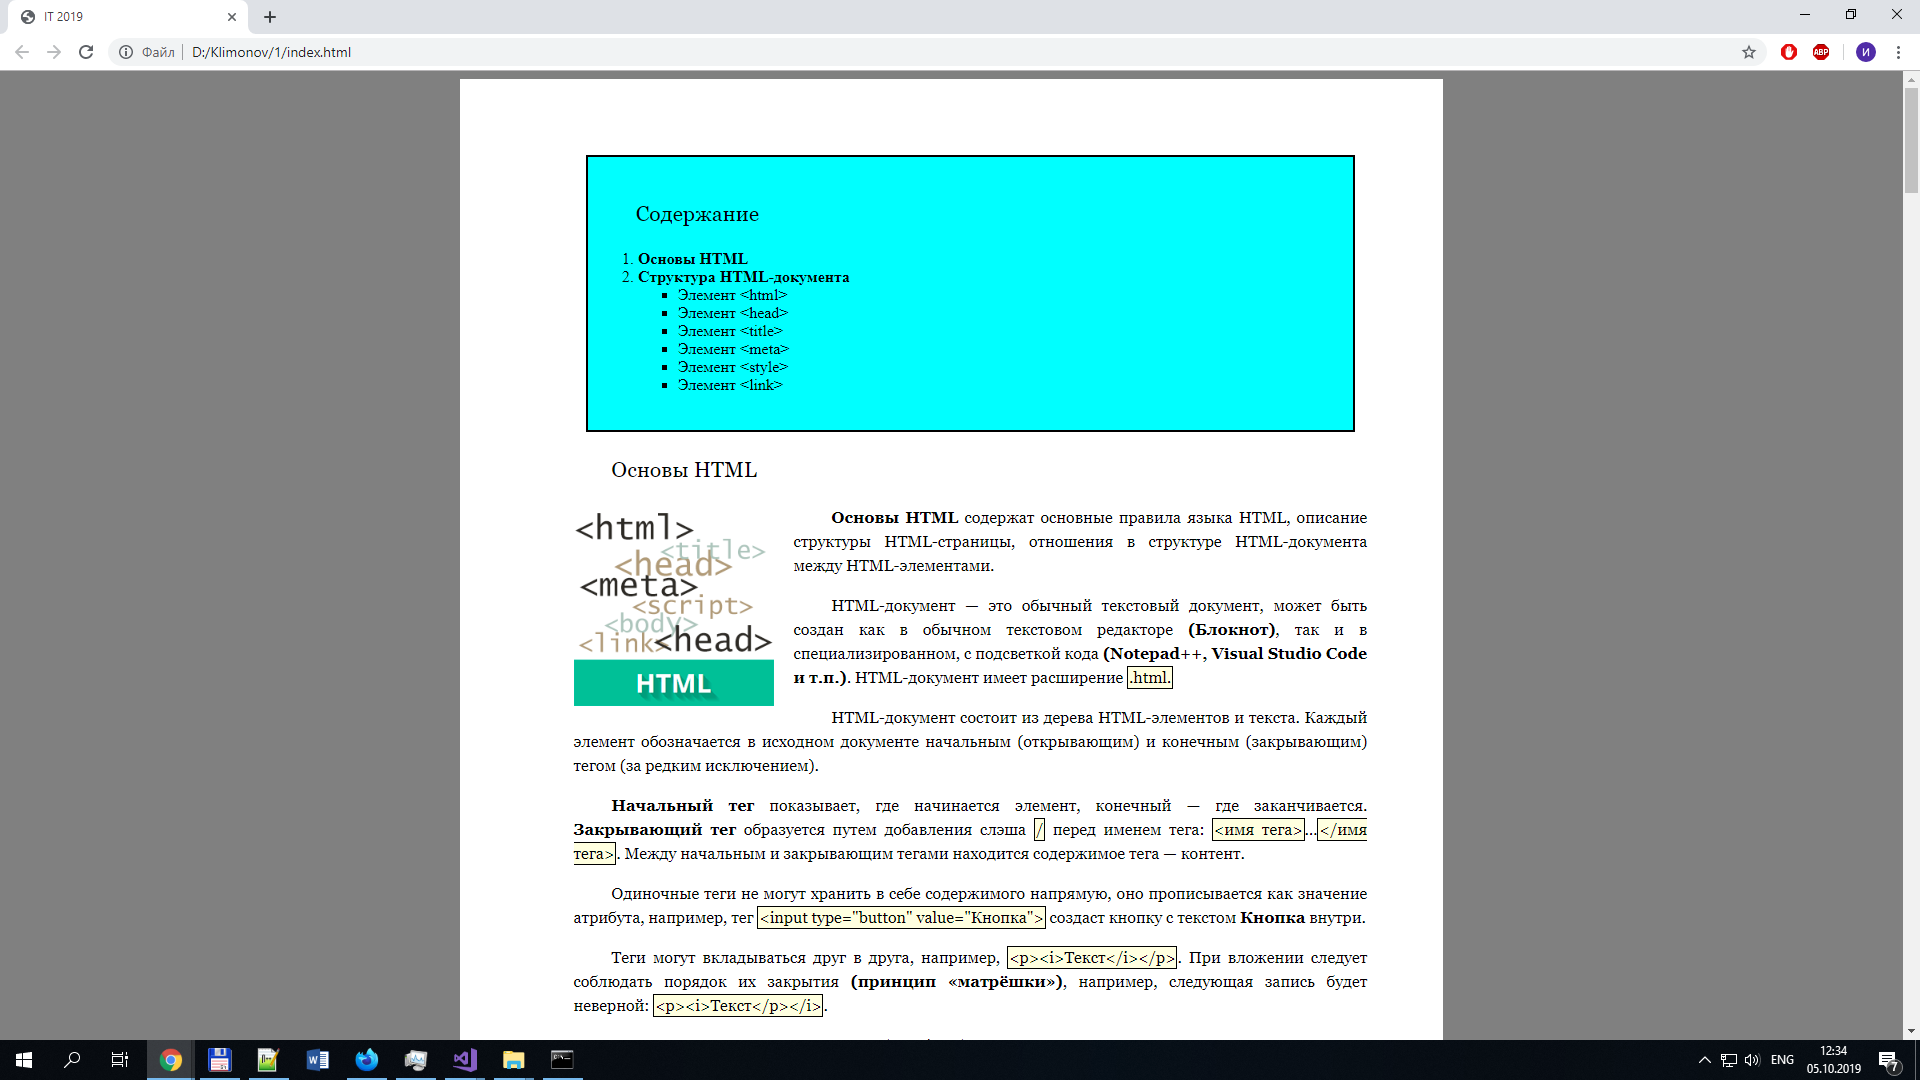 IT 2019
Файл | D:/Klimonov/1/index.html
ABP
И
Содержание
1. Основы HTML
2. Структура HTML-документа
▪ Элемент <html>
▪ Элемент <head>
▪ Элемент <title>
▪ Элемент <meta>
▪ Элемент <style>
▪ Элемент <link>
Основы HTML
<html>
<title>
<head>
<meta>
<script>
<body>
<link>
<head>
HTML
Основы HTML содержат основные правила языка HTML, описание
структуры HTML-страницы, отношения в структуре HTML-документа
между HTML-элементами.
HTML-документ — это обычный текстовый документ, может быть
создан как в обычном текстовом редакторе (Блокнот), так и в
специализированном, с подсветкой кода (Notepad++, Visual Studio Code
и т.п.). HTML-документ имеет расширение .html.
HTML-документ состоит из дерева HTML-элементов и текста. Каждый
элемент обозначается в исходном документе начальным (открывающим) и конечным (закрывающим)
тегом (за редким исключением).
Начальный тег показывает, где начинается элемент, конечный — где заканчивается.
Закрывающий тег образуется путем добавления слэша / перед именем тега: <имя тега>...</имя
тега>. Между начальным и закрывающим тегами находится содержимое тега — контент.
Одиночные теги не могут хранить в себе содержимого напрямую, оно прописывается как значение
атрибута, например, тег <input type="button" value="Кнопка"> создаст кнопку с текстом Кнопка внутри.
Теги могут вкладываться друг в друга, например, <p><i>Текст</i></p>. При вложении следует
соблюдать порядок их закрытия (принцип «матрёшки»), например, следующая запись будет
неверной: <p><i>Текст</p></i>.
ENG
12:34
05.10.2019
7